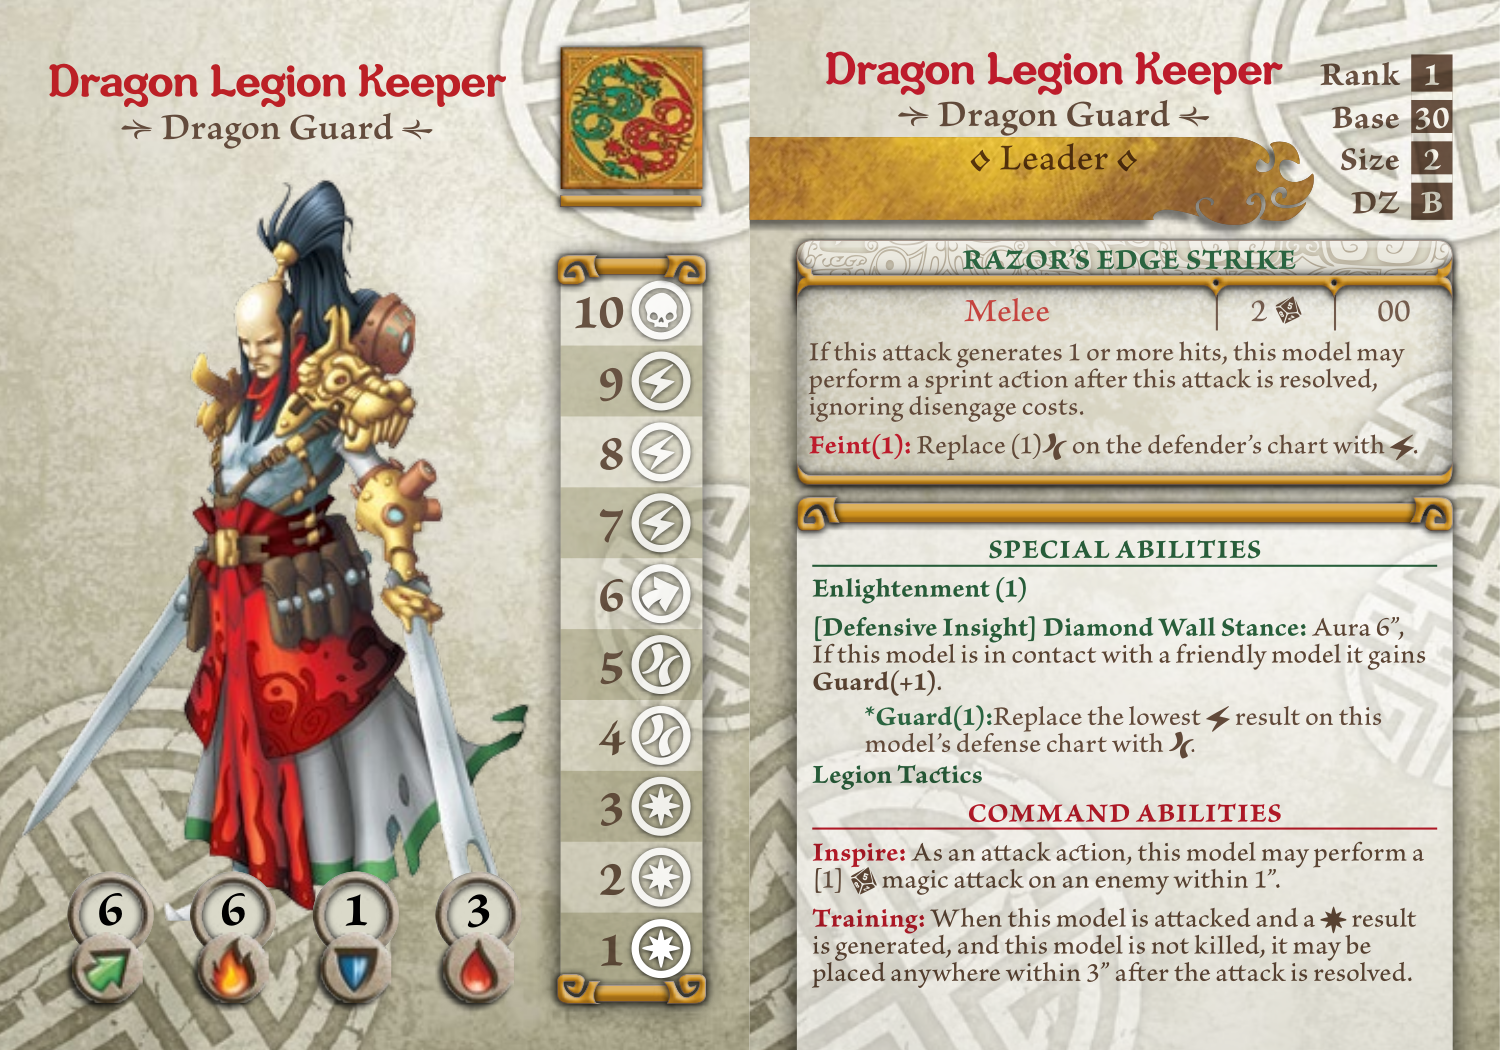 Dragon Legion Keeper
Dragon Guard
10
9
8
7
6
5
4
3
2
1
6 6 1 3
Dragon Legion Keeper
Dragon Guard
Leader
Rank 1
Base 30
Size 2
DZ B
RAZOR'S EDGE STRIKE
Melee 2 00
If this attack generates 1 or more hits, this model may
perform a sprint action after this attack is resolved,
ignoring disengage costs.
Feint(1): Replace (1) on the defender's chart with .
SPECIAL ABILITIES
Enlightenment (1)
[Defensive Insight] Diamond Wall Stance: Aura 6”,
If this model is in contact with a friendly model it gains
Guard(+1).
*Guard(1):Replace the lowest result on this
model's defense chart with .
Legion Tactics
COMMAND ABILITIES
Inspire: As an attack action, this model may perform a
[1] magic attack on an enemy within 1”.
Training: When this model is attacked and a result
is generated, and this model is not killed, it may be
placed anywhere within 3” after the attack is resolved.